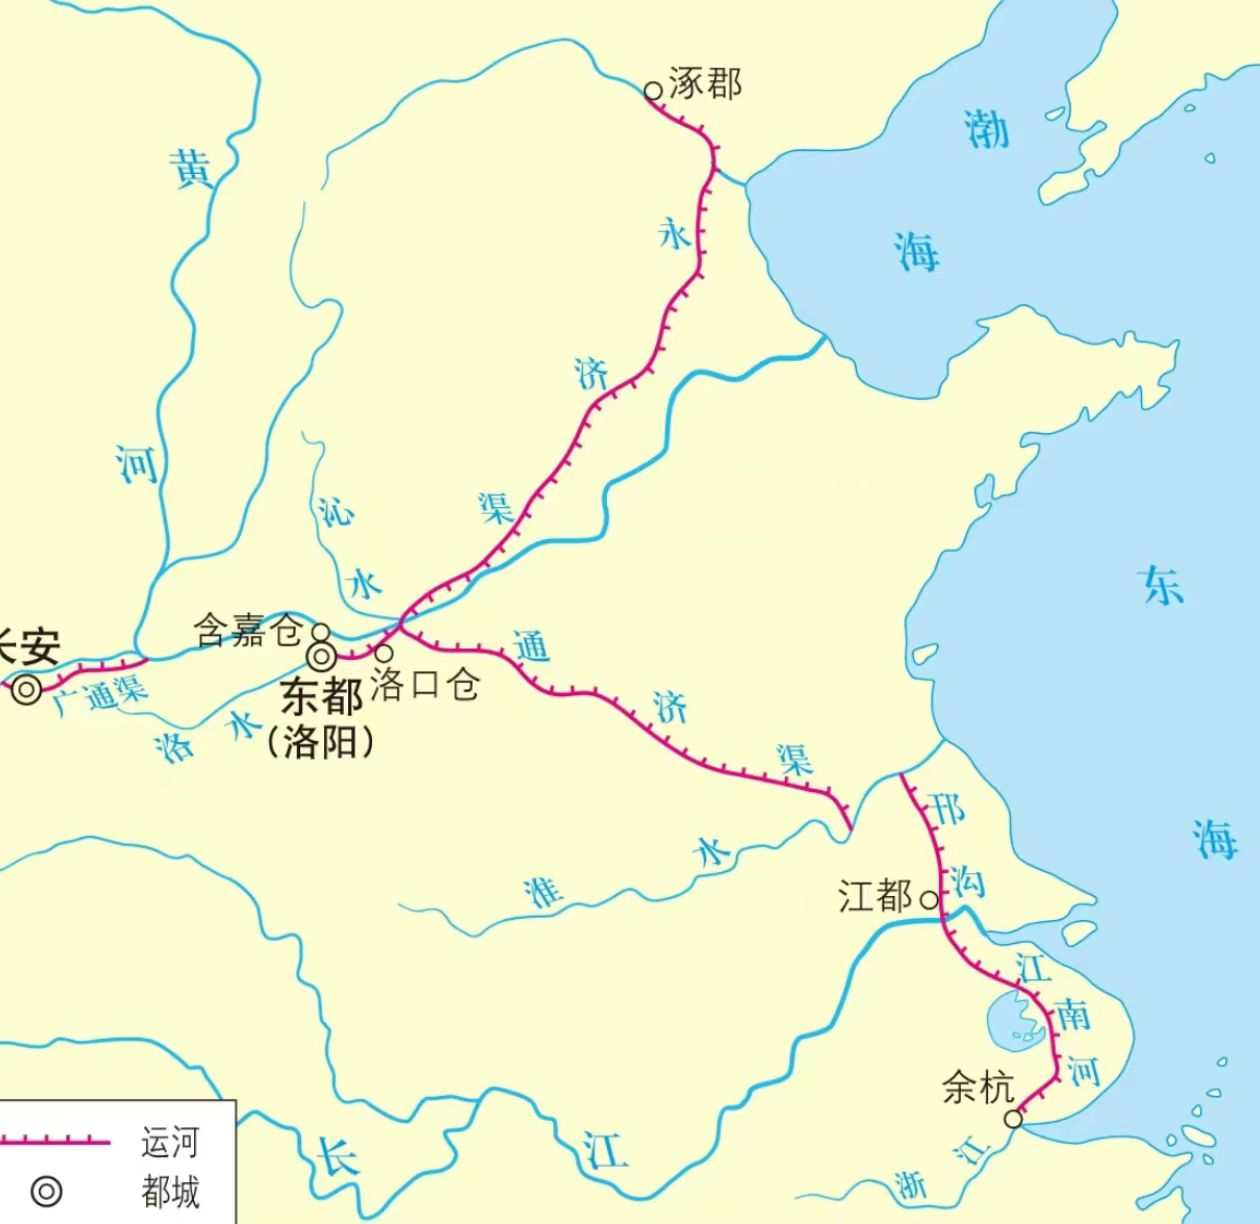 涿郡
渤海
黄河
永济渠
沁水
含嘉仓
长安
广通渠
东都
(洛阳)
洛口仓
洛水
通济渠
东海
邗沟
淮水
江都
江南河
余杭
长江
浙江
运河
都城